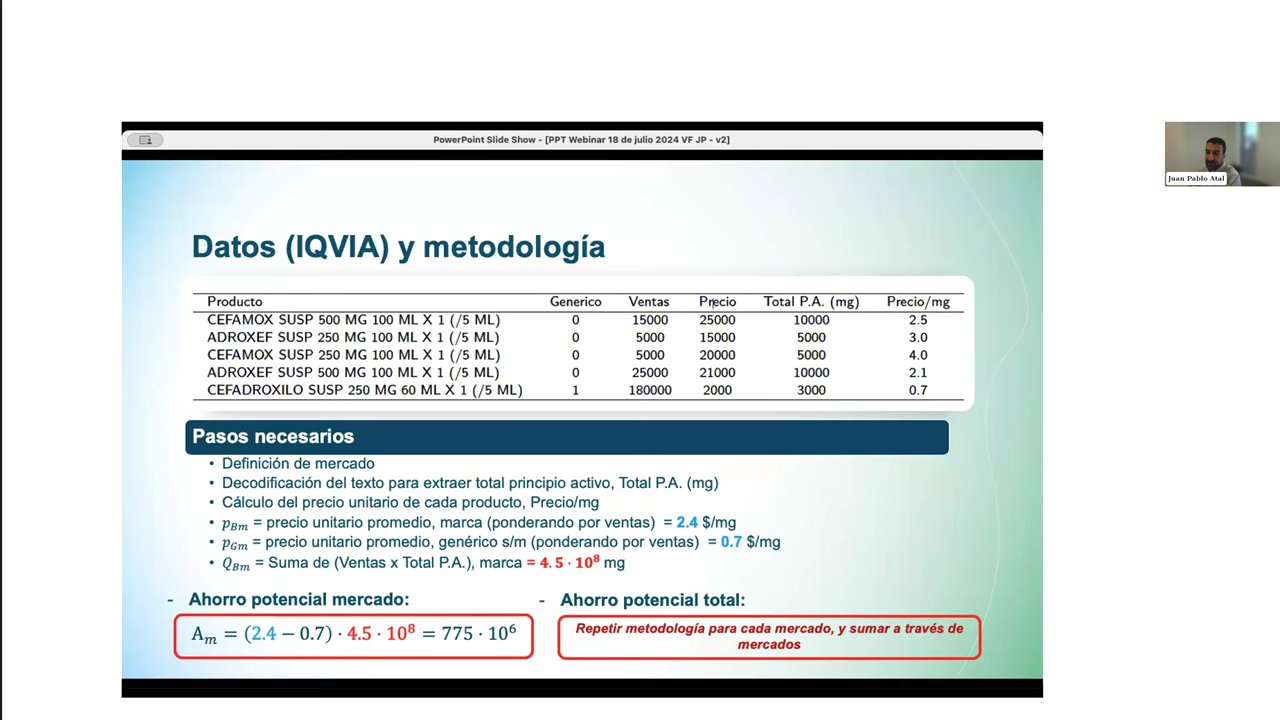 PowerPoint Slide Show - [PPT Webinar 18 de julio 2024 VF JP - v2]
Juan Pablo Atal
Datos (IQVIA) y metodología
Producto Generico Ventas Precio Total P.A. (mg) Precio/mg
CEFAMOX SUSP 500 MG 100 ML X 1 (/5 ML) 0 15000 25000 10000 2.5
ADROXEF SUSP 250 MG 100 ML X 1 (/5 ML) 0 5000 15000 5000 3.0
CEFAMOX SUSP 250 MG 100 ML X 1 (/5 ML) 0 5000 20000 5000 4.0
ADROXEF SUSP 500 MG 100 ML X 1 (/5 ML) 0 25000 21000 10000 2.1
CEFADROXILO SUSP 250 MG 60 ML X 1 (/5 ML) 1 180000 2000 3000 0.7
Pasos necesarios
• Definición de mercado
• Decodificación del texto para extraer total principio activo, Total P.A. (mg)
• Cálculo del precio unitario de cada producto, Precio/mg
• p_Bm = precio unitario promedio, marca (ponderando por ventas) = 2.4 $/mg
• p_Gm = precio unitario promedio, genérico s/m (ponderando por ventas) = 0.7 $/mg
• Q_Bm = Suma de (Ventas x Total P.A.), marca = 4.5 · 10⁸ mg
- Ahorro potencial mercado:
A_m = (2.4 − 0.7) · 4.5 · 10⁸ = 775 · 10⁶
- Ahorro potencial total:
Repetir metodología para cada mercado, y sumar a través de
mercados